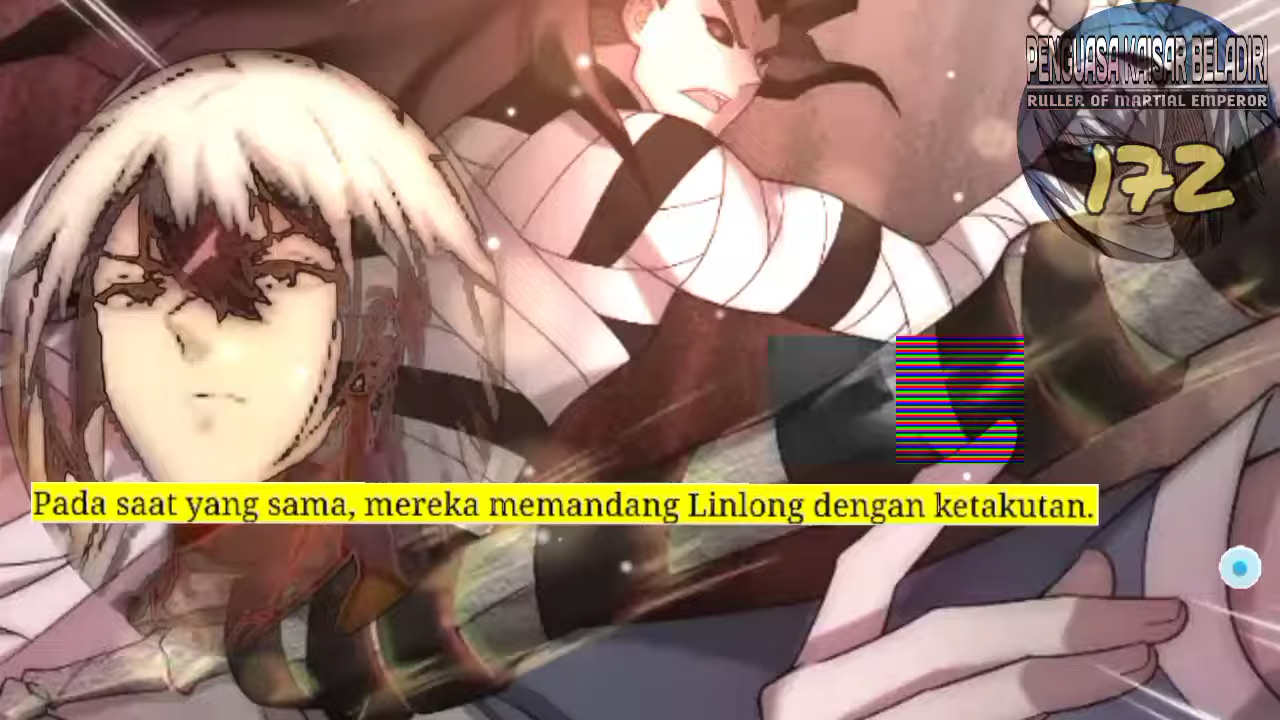 PENGUASA KAISAR BELADIRI
RULLER OF MARTIAL EMPEROR
172
Pada saat yang sama, mereka memandang Linlong dengan ketakutan.